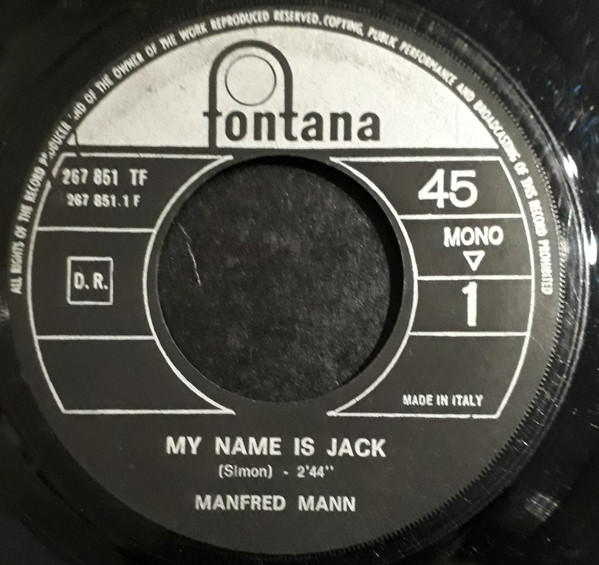 ALL RIGHTS OF THE RECORD PRODUCER AND OF THE OWNER OF THE WORK REPRODUCED RESERVED. COPYING, PUBLIC PERFORMANCE AND BROADCASTING OF THIS RECORD PROHIBITED
fontana
267 851 TF
267 851.1 F
45
MONO
1
D.R.
MADE IN ITALY
MY NAME IS JACK
(Simon) - 2'44''
MANFRED MANN